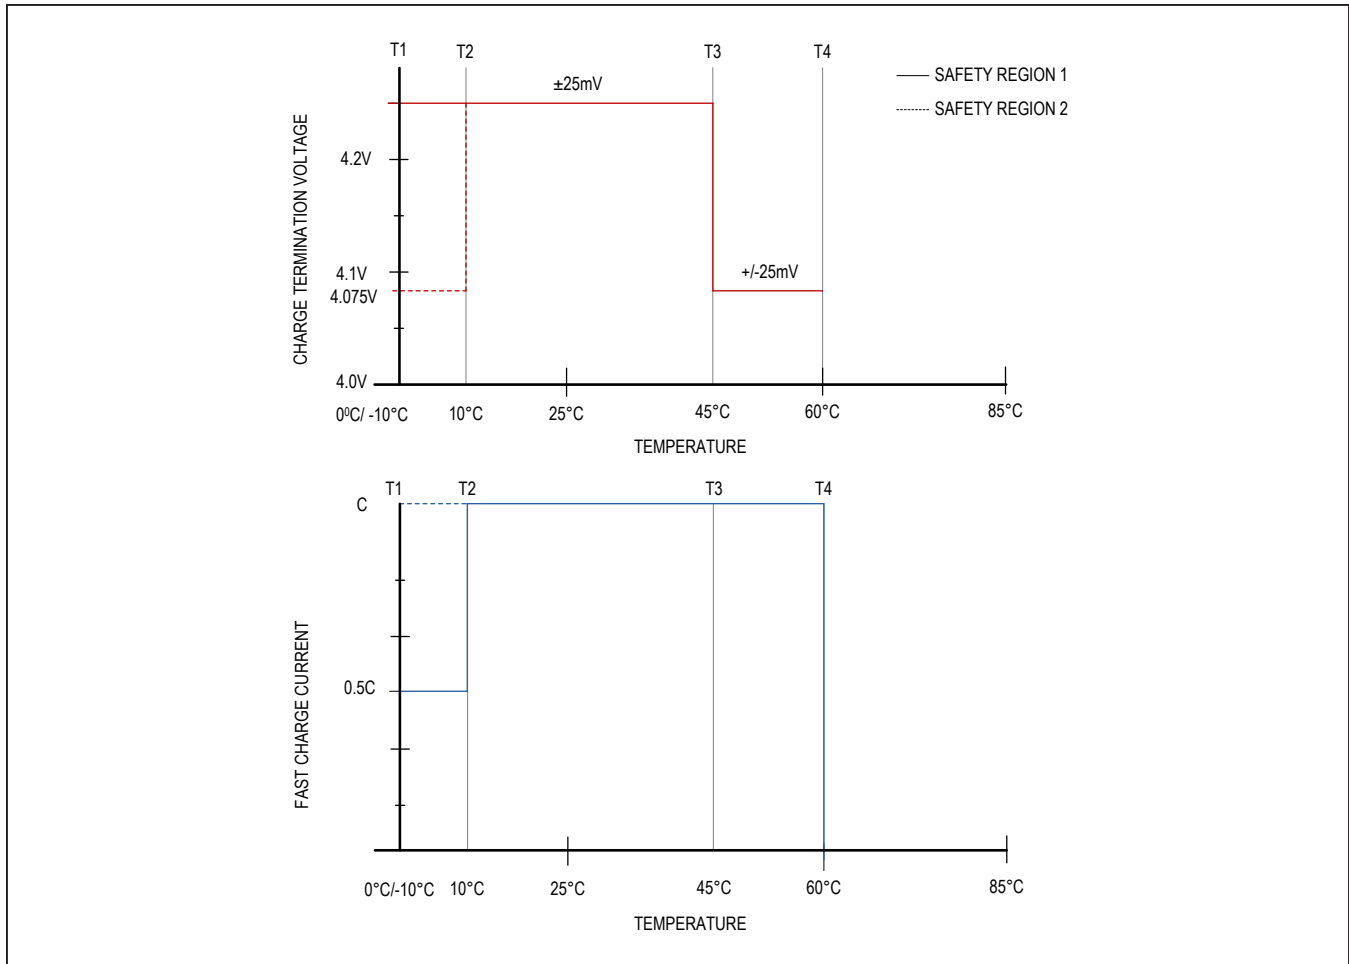 T1 T2 T3 T4
±25mV
SAFETY REGION 1
SAFETY REGION 2
CHARGE TERMINATION VOLTAGE
4.2V
4.1V
4.075V
4.0V
+/-25mV
0⁰C/ -10°C 10°C 25°C 45°C 60°C 85°C
TEMPERATURE
T1 T2 T3 T4
C
FAST CHARGE CURRENT
0.5C
0°C/-10°C 10°C 25°C 45°C 60°C 85°C
TEMPERATURE